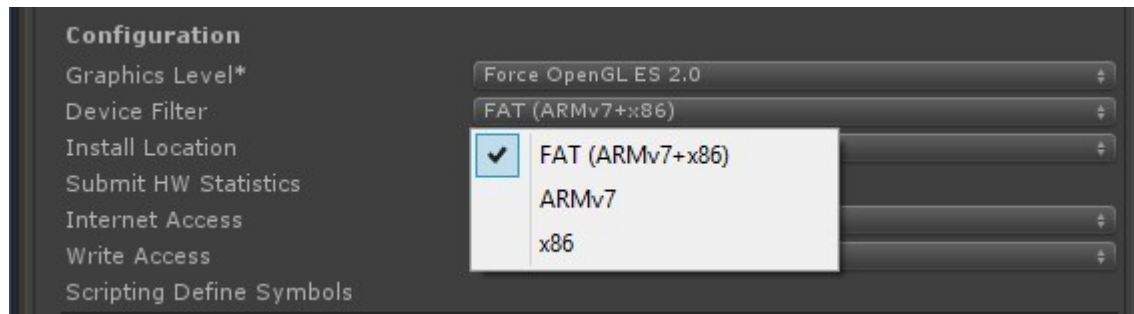 Configuration
Graphics Level* Force OpenGL ES 2.0
Device Filter FAT (ARMv7+x86)
Install Location FAT (ARMv7+x86)
Submit HW Statistics ARMv7
Internet Access x86
Write Access
Scripting Define Symbols